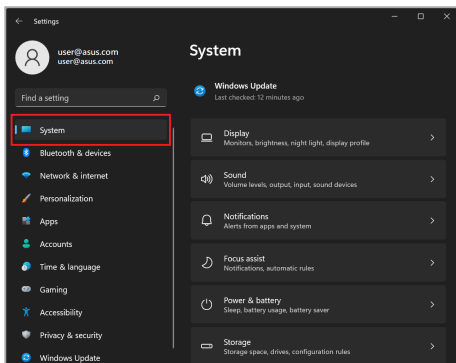 Settings
user@asus.com
user@asus.com
Find a setting
System
Bluetooth & devices
Network & internet
Personalization
Apps
Accounts
Time & language
Gaming
Accessibility
Privacy & security
Windows Update
System
Windows Update
Last checked: 12 minutes ago
Display
Monitors, brightness, night light, display profile
Sound
Volume levels, output, input, sound devices
Notifications
Alerts from apps and system
Focus assist
Notifications, automatic rules
Power & battery
Sleep, battery usage, battery saver
Storage
Storage space, drives, configuration rules